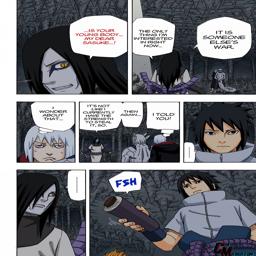 IT IS
SOMEONE
ELSE'S
WAR.
THE ONLY
THING I'M
INTERESTED
IN RIGHT
NOW...
...IS YOUR
YOUNG
BODY...
MY DEAR
SASUKE...!
...
I TOLD
YOU!
THEN
AGAIN...
IT'S NOT
LIKE I
CURRENTLY
HAVE THE
STRENGTH
TO STEAL
IT, SO.
I
WONDER
ABOUT
THAT...
FSH
...